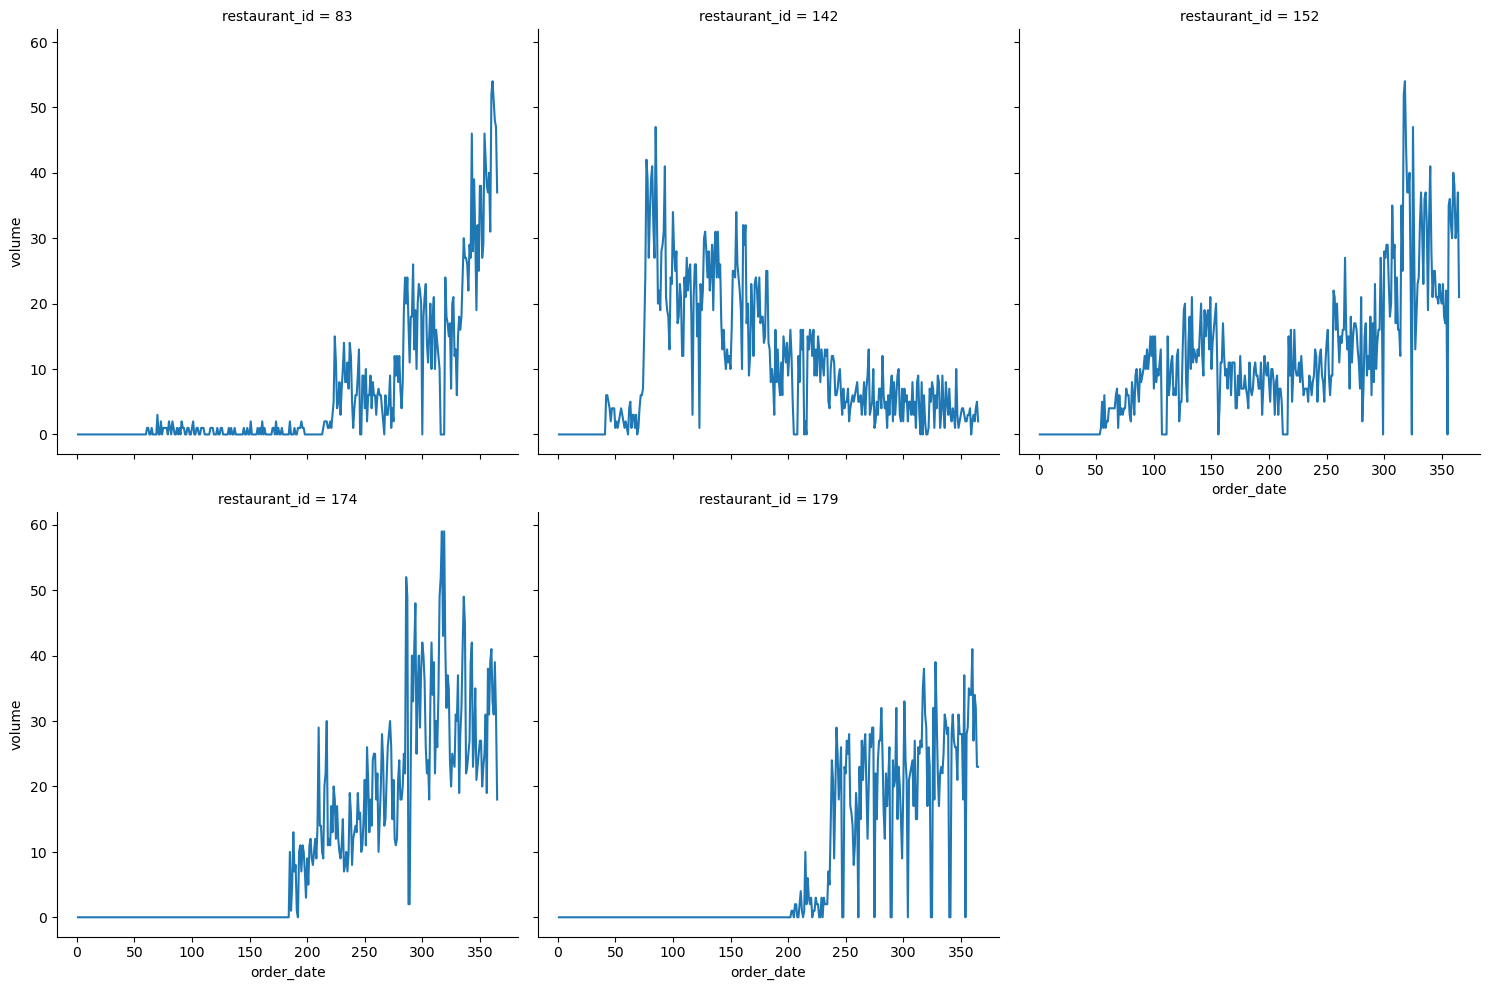 restaurant_id = 83
restaurant_id = 142
restaurant_id = 152
60
50
40
30
20
10
0
volume
0 50 100 150 200 250 300 350
order_date
restaurant_id = 174
restaurant_id = 179
60
50
40
30
20
10
0
volume
0 50 100 150 200 250 300 350
order_date
0 50 100 150 200 250 300 350
order_date